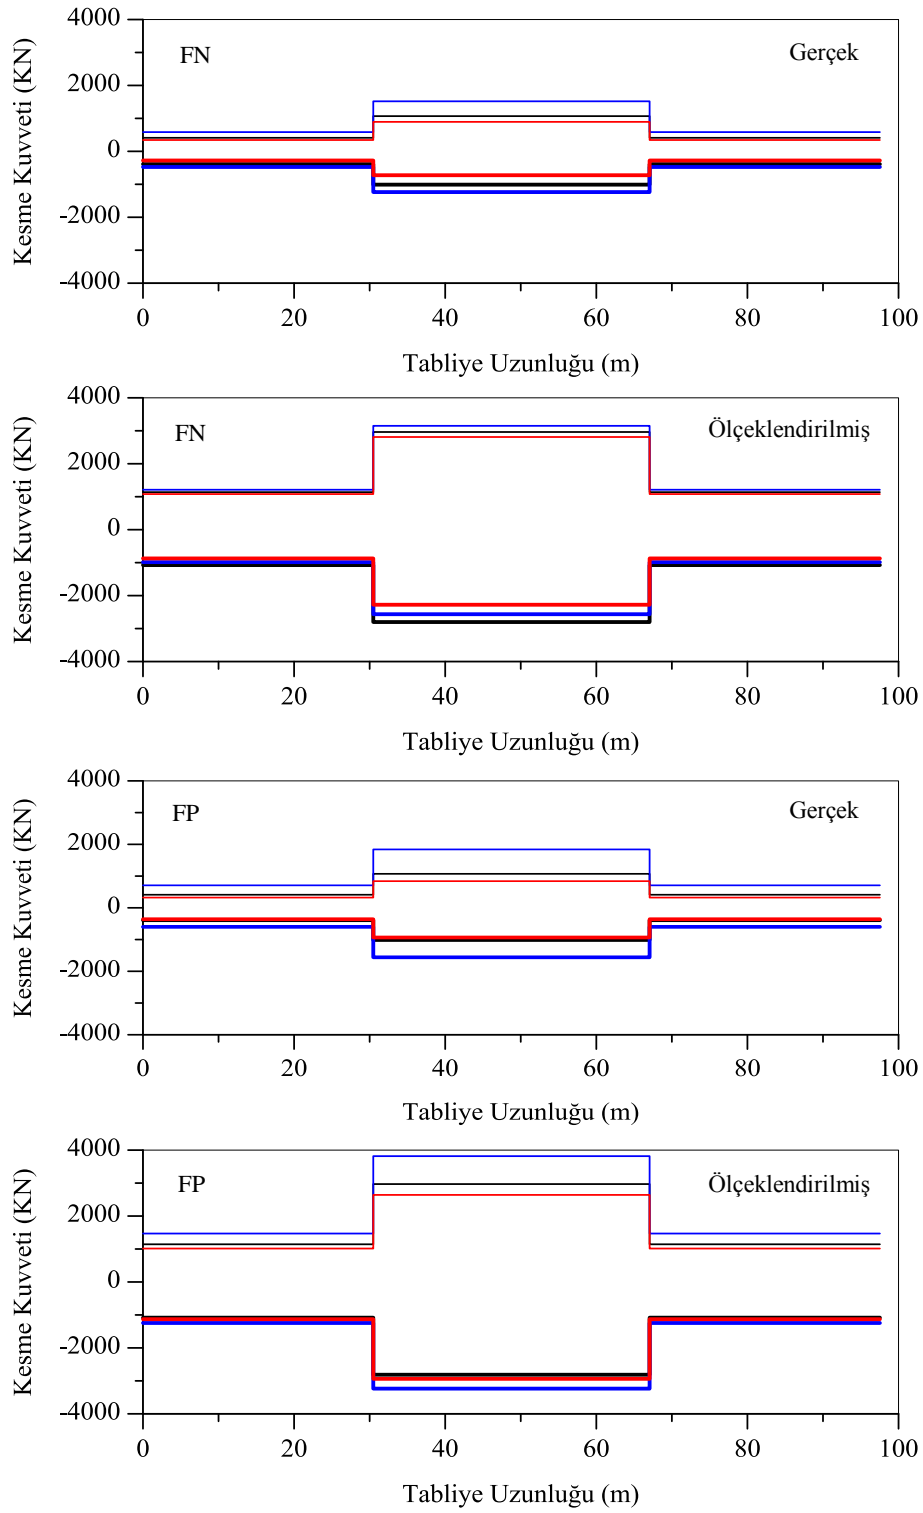 Kesme Kuvveti (KN)
4000
2000
0
-2000
-4000
FN
Gerçek
0 20 40 60 80 100
Tabliye Uzunluğu (m)
Kesme Kuvveti (KN)
4000
2000
0
-2000
-4000
FN
Ölçeklendirilmiş
0 20 40 60 80 100
Tabliye Uzunluğu (m)
Kesme Kuvveti (KN)
4000
2000
0
-2000
-4000
FP
Gerçek
0 20 40 60 80 100
Tabliye Uzunluğu (m)
Kesme Kuvveti (KN)
4000
2000
0
-2000
-4000
FP
Ölçeklendirilmiş
0 20 40 60 80 100
Tabliye Uzunluğu (m)